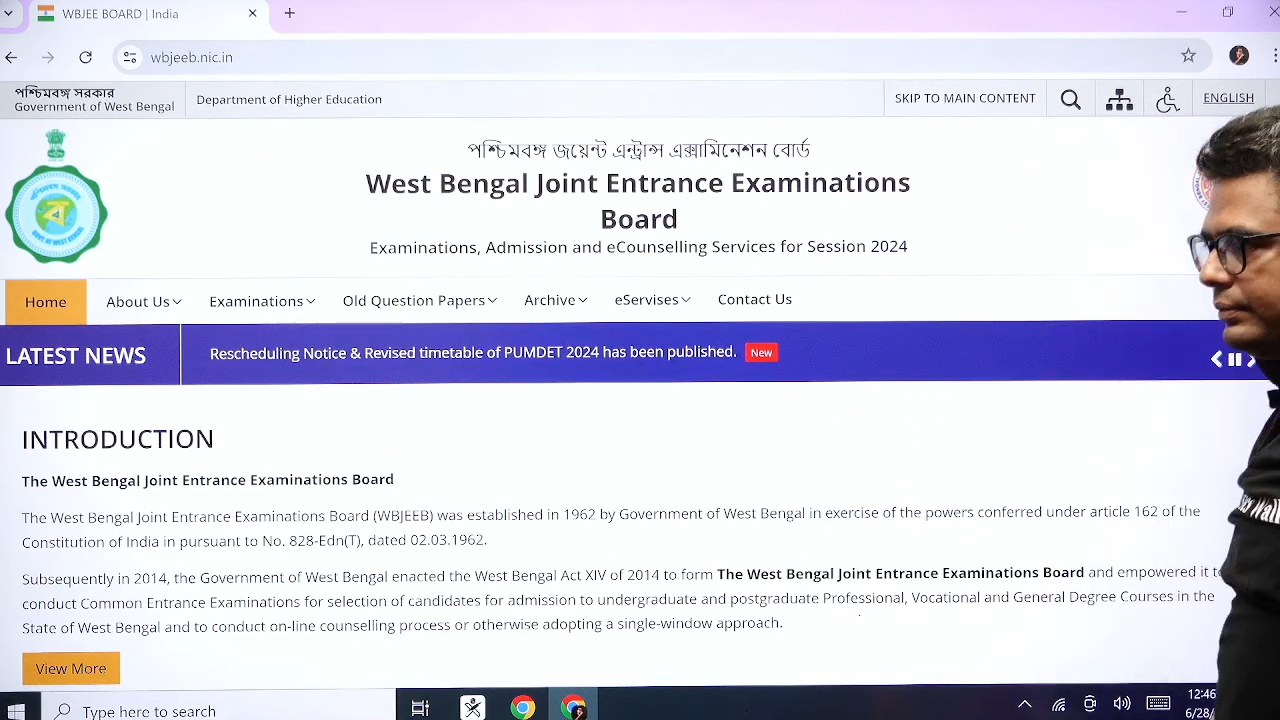 WBJEE BOARD | India
wbjeeb.nic.in
পশ্চিমবঙ্গ সরকার
Government of West Bengal
Department of Higher Education
SKIP TO MAIN CONTENT
ENGLISH
পশ্চিমবঙ্গ জয়েন্ট এন্ট্রান্স এক্সামিনেশন বোর্ড
West Bengal Joint Entrance Examinations
Board
Examinations, Admission and eCounselling Services for Session 2024
Home
About Us
Examinations
Old Question Papers
Archive
eServises
Contact Us
LATEST NEWS
Rescheduling Notice & Revised timetable of PUMDET 2024 has been published.
New
INTRODUCTION
The West Bengal Joint Entrance Examinations Board
The West Bengal Joint Entrance Examinations Board (WBJEEB) was established in 1962 by Government of West Bengal in exercise of the powers conferred under article 162 of the
Constitution of India in pursuant to No. 828-Edn(T), dated 02.03.1962.
Subsequently in 2014, the Government of West Bengal enacted the West Bengal Act XIV of 2014 to form The West Bengal Joint Entrance Examinations Board and empowered it to
conduct Common Entrance Examinations for selection of candidates for admission to undergraduate and postgraduate Professional, Vocational and General Degree Courses in the
State of West Bengal and to conduct on-line counselling process or otherwise adopting a single-window approach.
View More
Type here to search
12:46
6/28/